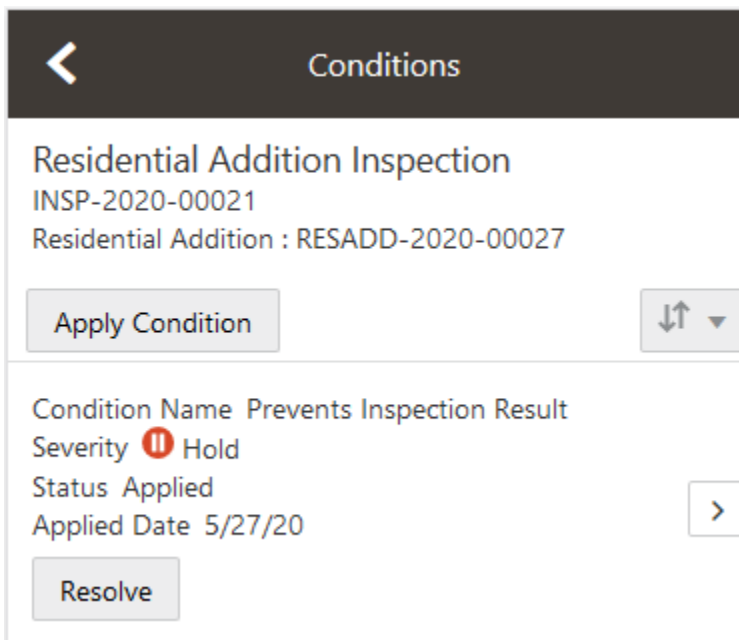 Conditions
Residential Addition Inspection
INSP-2020-00021
Residential Addition : RESADD-2020-00027
Apply Condition
Condition Name Prevents Inspection Result
Severity Hold
Status Applied
Applied Date 5/27/20
Resolve